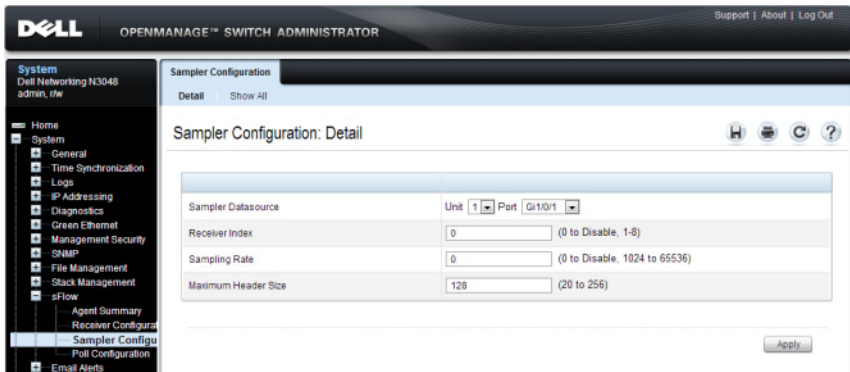 DELL
OPENMANAGE™ SWITCH ADMINISTRATOR
Support | About | Log Out
System
Dell Networking N3048
admin, r/w
Home
System
General
Time Synchronization
Logs
IP Addressing
Diagnostics
Green Ethernet
Management Security
SNMP
File Management
Stack Management
sFlow
Agent Summary
Receiver Configurat
Sampler Configu
Poll Configuration
Email Alerts
Sampler Configuration
Detail Show All
Sampler Configuration: Detail
?
Sampler Datasource Unit 1 Port Gi1/0/1
Receiver Index 0 (0 to Disable, 1-8)
Sampling Rate 0 (0 to Disable, 1024 to 65536)
Maximum Header Size 128 (20 to 256)
Apply